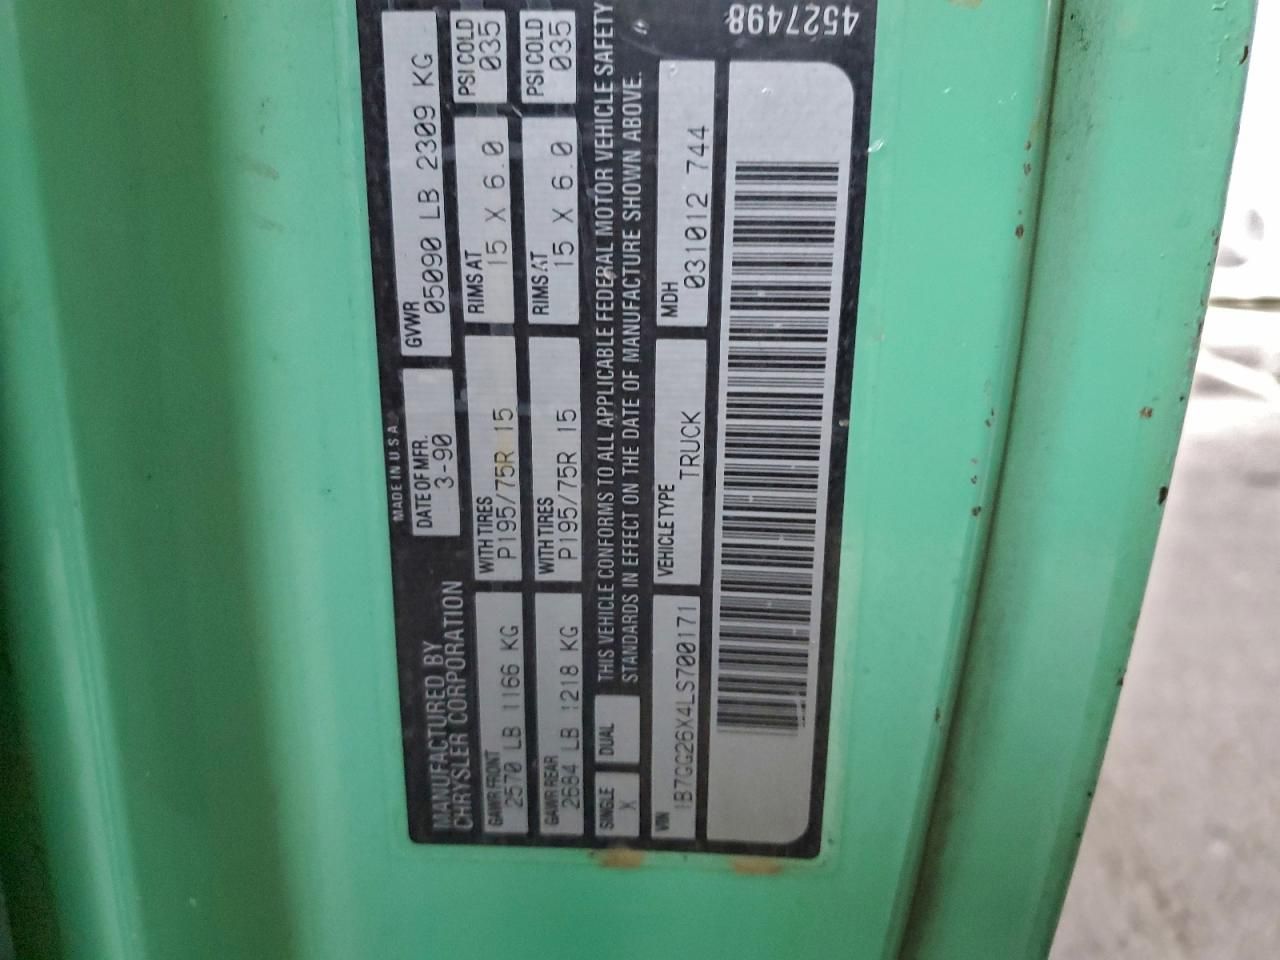 MADE IN U.S.A.
MANUFACTURED BY
CHRYSLER CORPORATION
DATE OF MFR.
3-90
GVWR
05090 LB 2309 KG
GAWR FRONT
2570 LB 1166 KG
WITH TIRES
P195/75R 15
RIMS AT
15 X 6.0
PSI COLD
035
GAWR REAR
2684 LB 1218 KG
WITH TIRES
P195/75R 15
RIMS AT
15 X 6.0
PSI COLD
035
SINGLE
X
DUAL
THIS VEHICLE CONFORMS TO ALL APPLICABLE FEDERAL MOTOR VEHICLE SAFETY
STANDARDS IN EFFECT ON THE DATE OF MANUFACTURE SHOWN ABOVE.
VIN
1B7GG26X4LS700171
VEHICLE TYPE
TRUCK
MDH
031012 744
4527498